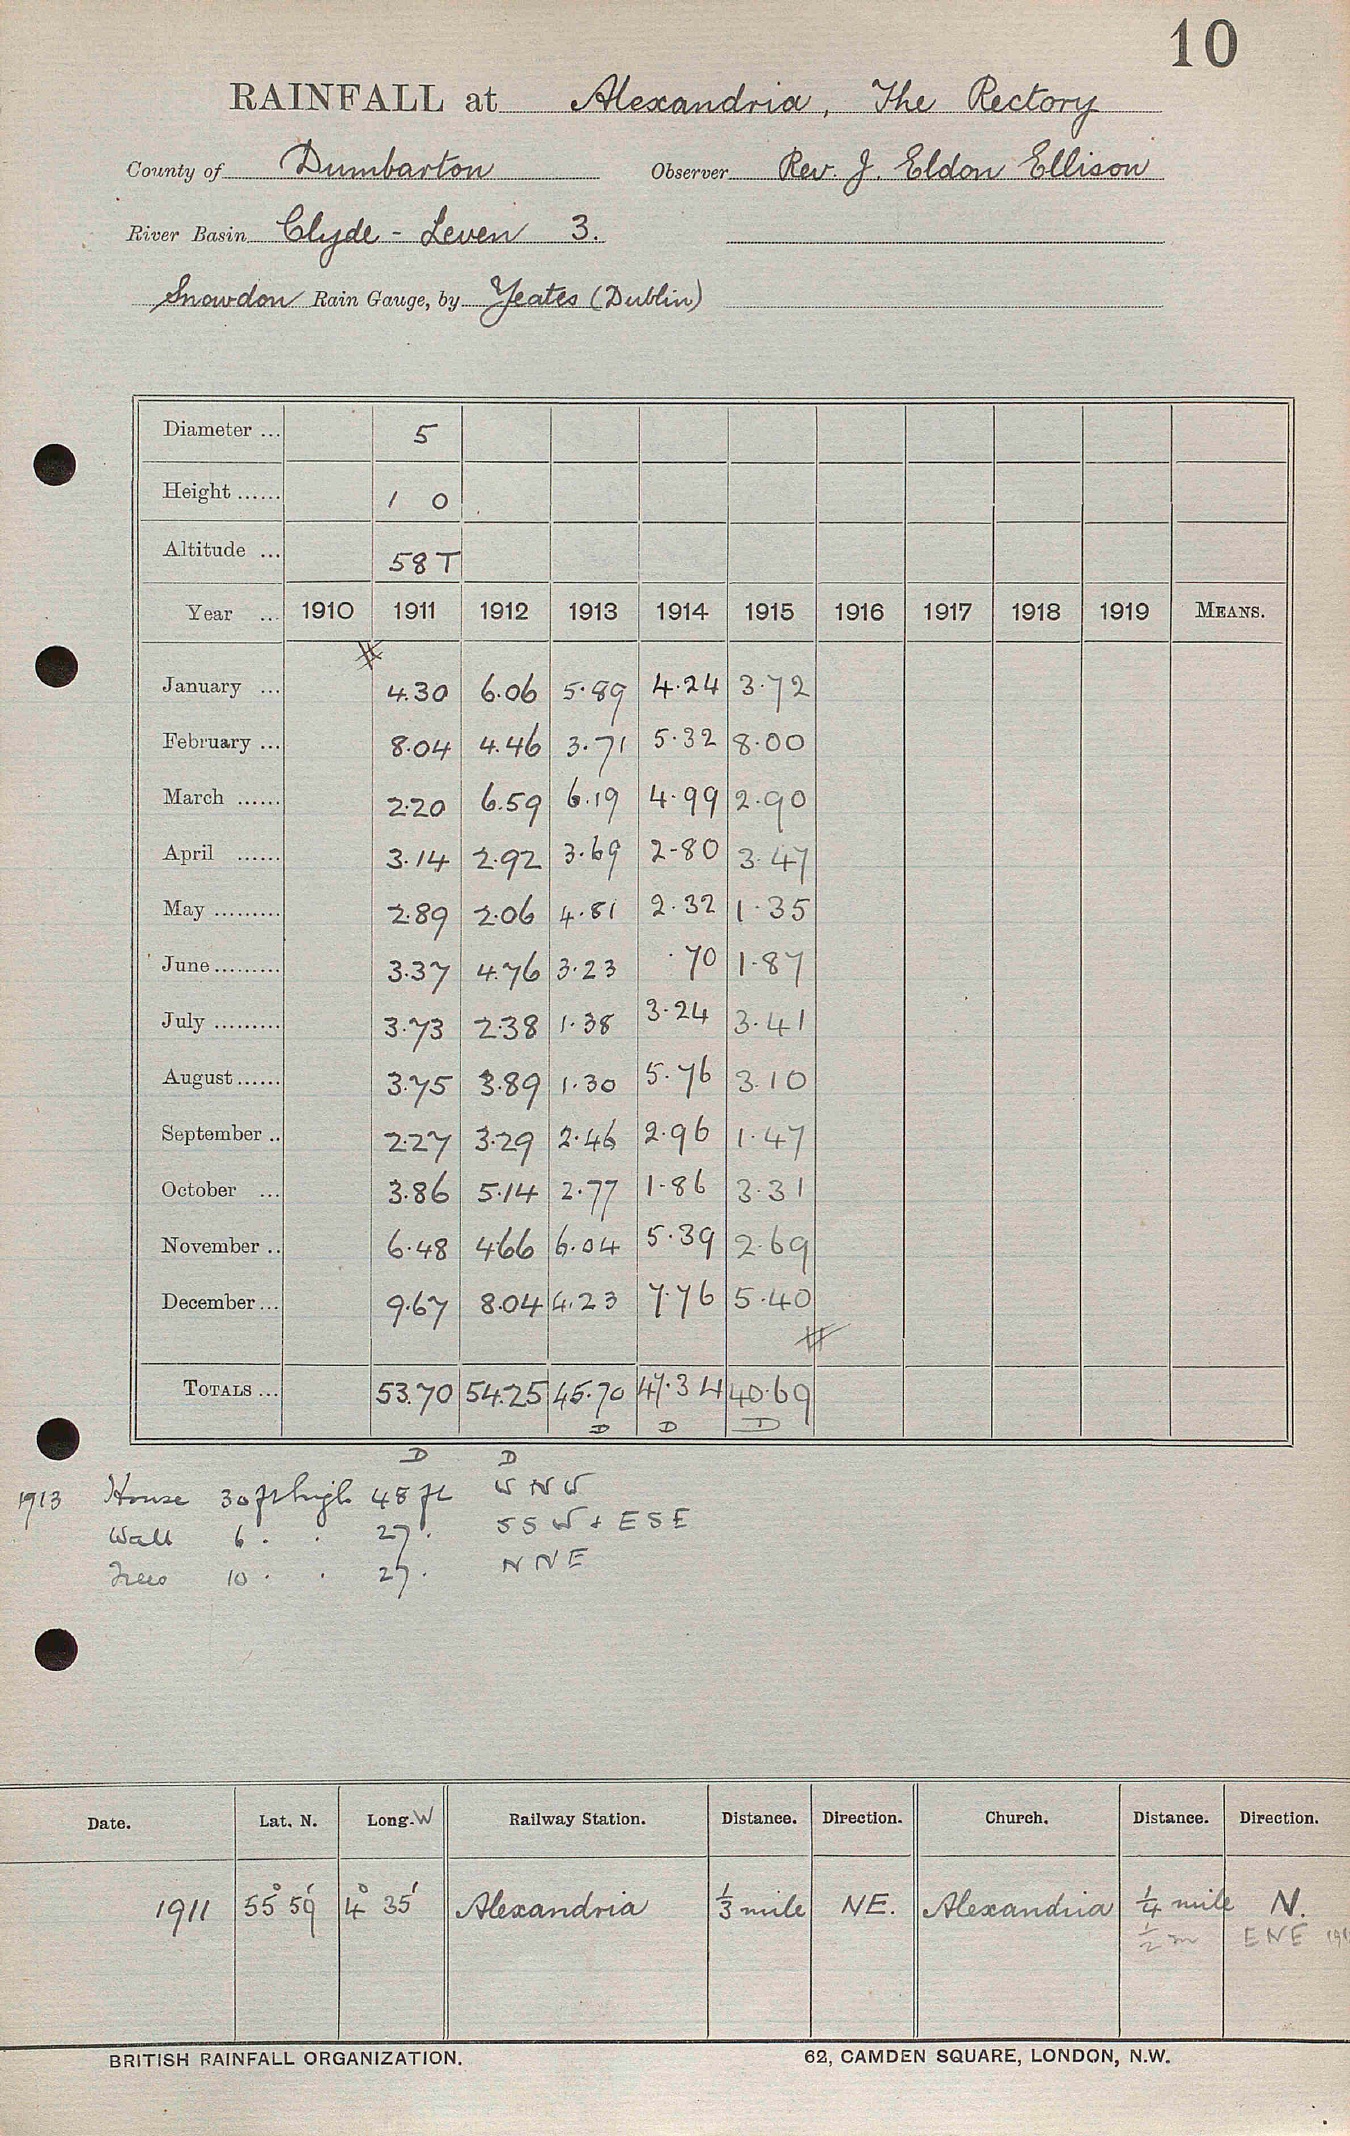 10
RAINFALL at Alexandria, The Rectory
County of Dumbarton Observer Rev. J. Eldon Ellison
River Basin Clyde - Leven 3.
Snowdon Rain Gauge, by Yeates (Dublin)
Diameter ... 5
Height ...... 1 0
Altitude ... 58 T
Year ... 1910 1911 1912 1913 1914 1915 1916 1917 1918 1919 MEANS.
#
January ... 4.30 6.06 5.89 4.24 3.72
February ... 8.04 4.46 3.71 5.32 8.00
March ...... 2.20 6.59 6.19 4.99 2.90
April ...... 3.14 2.92 3.69 2.80 3.47
May ......... 2.89 2.06 4.81 2.32 1.35
June ......... 3.37 4.76 3.23 .70 1.87
July ......... 3.73 2.38 1.38 3.24 3.41
August ...... 3.75 3.89 1.30 5.76 3.10
September .. 2.27 3.29 2.46 2.96 1.47
October ... 3.86 5.14 2.77 1.86 3.31
November .. 6.48 4.66 6.04 5.39 2.69
December ... 9.67 8.04 4.23 7.76 5.40
#
TOTALS ... 53.70 54.25 45.70 47.34 40.69
D D D
D D
1913 House 30 ft high 48 ft W N W
Wall 6 . . 27 . S S W + E S E
Trees 10 . . 27 . N N E
Date. Lat. N. Long. W Railway Station. Distance. Direction. Church. Distance. Direction.
1911 55° 59' 4° 35' Alexandria 1/3 mile NE. Alexandria 1/4 mile N.
1/2 m ENE
BRITISH RAINFALL ORGANIZATION. 62, CAMDEN SQUARE, LONDON, N.W.